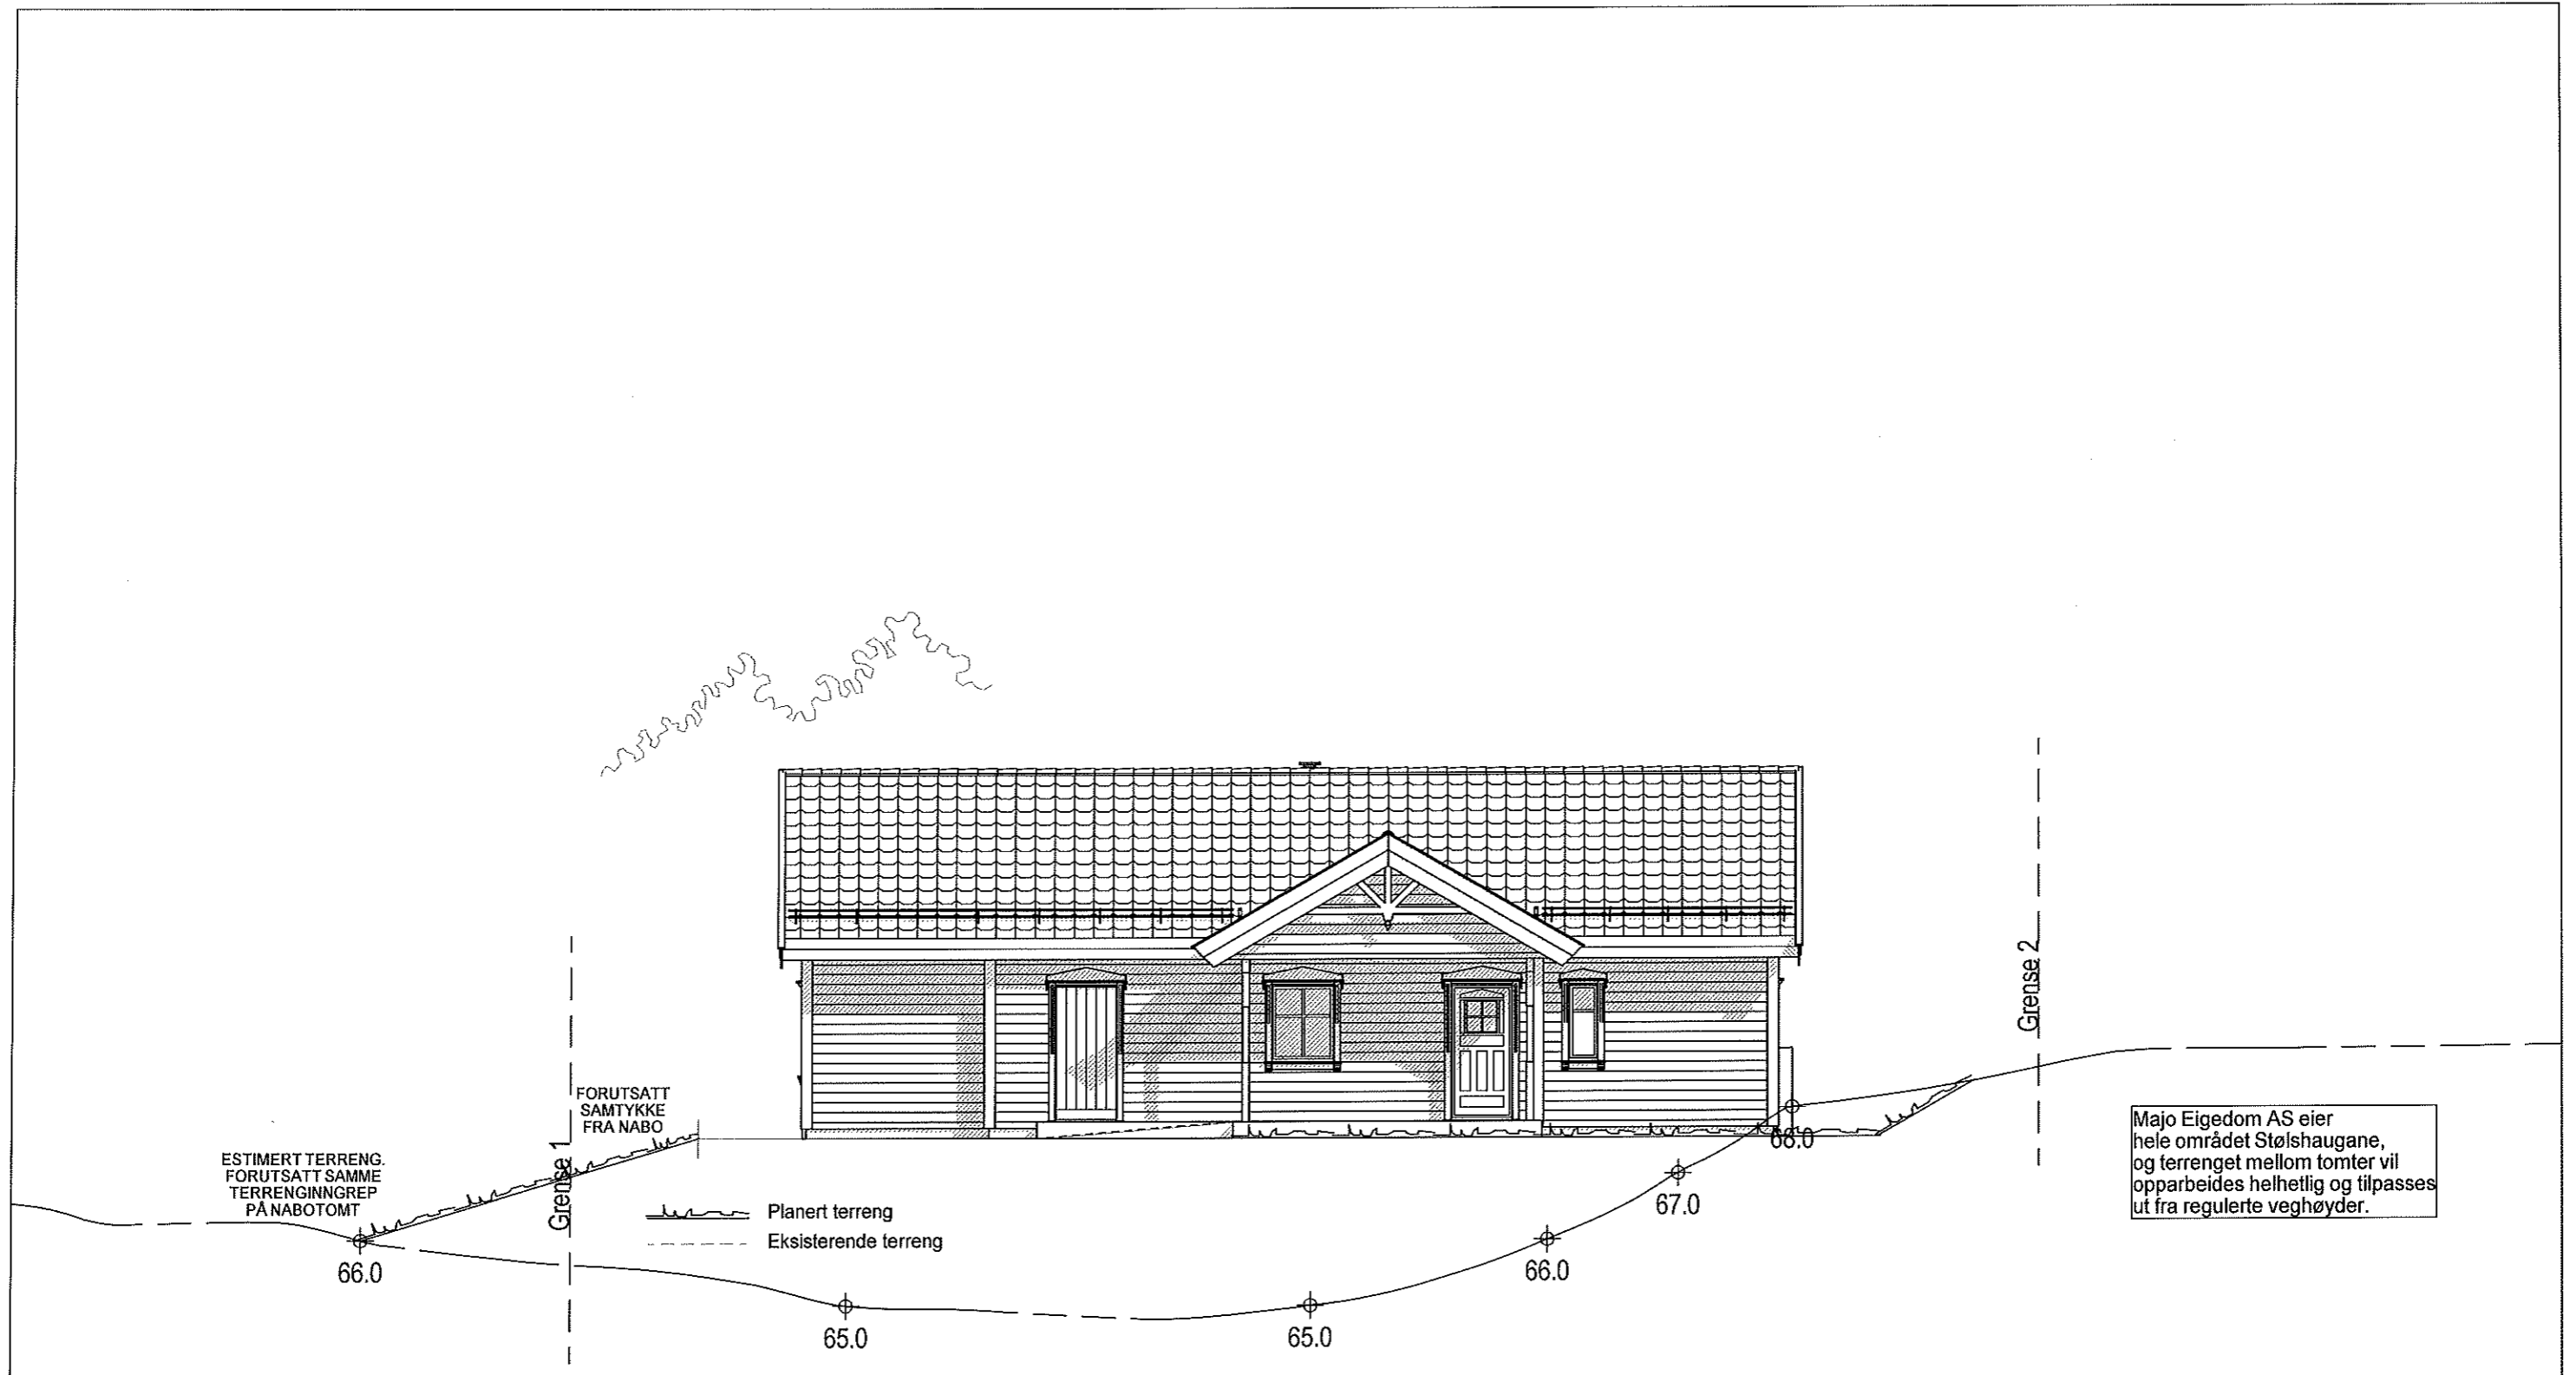 FORUTSATT
SAMTYKKE
FRA NABO
ESTIMERT TERRENG.
FORUTSATT SAMME
TERRENGINNGREP
PÅ NABOTOMT
Grense 1
Grense 2
66.0
Planert terreng
Eksisterende terreng
65.0
65.0
66.0
67.0
68.0
Majo Eigedom AS eier
hele området Stølshaugane,
og terrenget mellom tomter vil
opparbeides helhetlig og tilpasses
ut fra regulerte veghøyder.